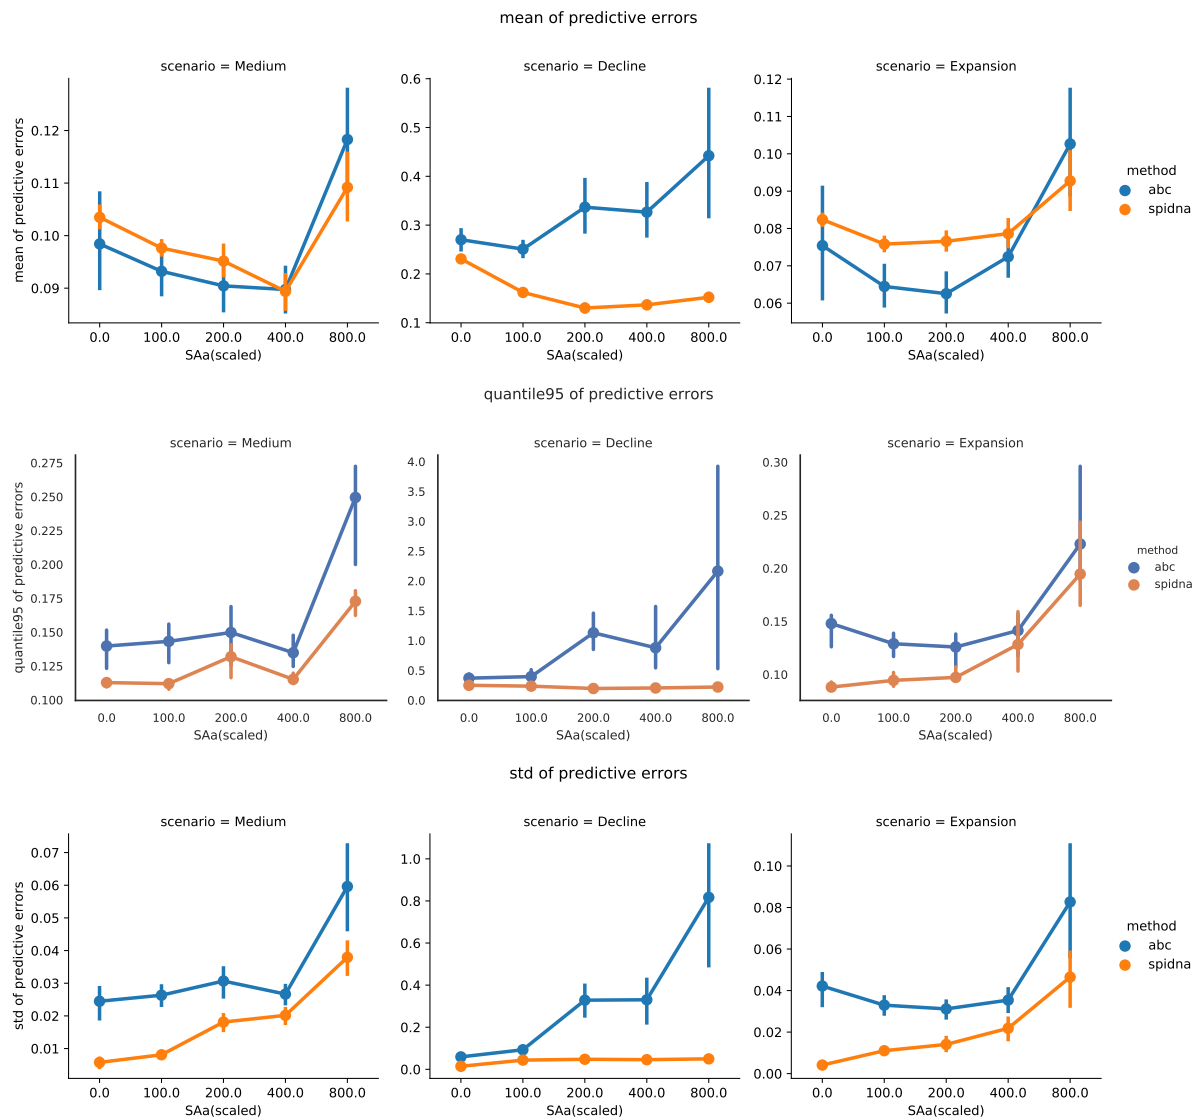 mean of predictive errors
scenario = Medium
scenario = Decline
scenario = Expansion
mean of predictive errors
0.12
0.11
0.10
0.09
0.6
0.5
0.4
0.3
0.2
0.1
0.12
0.11
0.10
0.09
0.08
0.07
0.06
method
abc
spidna
0.0 100.0 200.0 400.0 800.0
SAa(scaled)
0.0 100.0 200.0 400.0 800.0
SAa(scaled)
0.0 100.0 200.0 400.0 800.0
SAa(scaled)
quantile95 of predictive errors
scenario = Medium
scenario = Decline
scenario = Expansion
quantile95 of predictive errors
0.275
0.250
0.225
0.200
0.175
0.150
0.125
0.100
4.0
3.5
3.0
2.5
2.0
1.5
1.0
0.5
0.0
0.30
0.25
0.20
0.15
0.10
method
abc
spidna
0.0 100.0 200.0 400.0 800.0
SAa(scaled)
0.0 100.0 200.0 400.0 800.0
SAa(scaled)
0.0 100.0 200.0 400.0 800.0
SAa(scaled)
std of predictive errors
scenario = Medium
scenario = Decline
scenario = Expansion
std of predictive errors
0.07
0.06
0.05
0.04
0.03
0.02
0.01
1.0
0.8
0.6
0.4
0.2
0.0
0.10
0.08
0.06
0.04
0.02
0.00
method
abc
spidna
0.0 100.0 200.0 400.0 800.0
SAa(scaled)
0.0 100.0 200.0 400.0 800.0
SAa(scaled)
0.0 100.0 200.0 400.0 800.0
SAa(scaled)